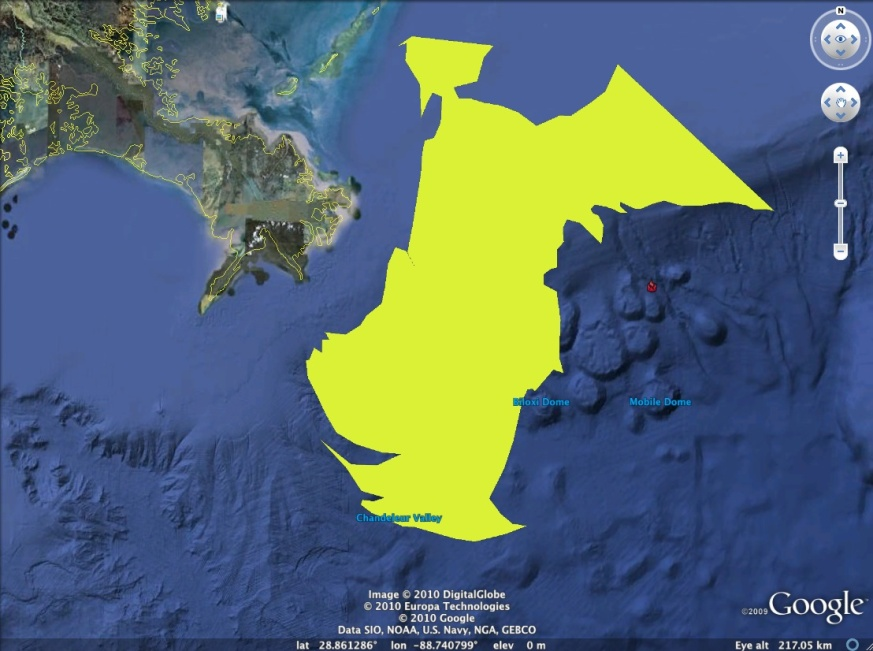 N
Biloxi Dome
Mobile Dome
Chandeleur Valley
Image © 2010 DigitalGlobe
© 2010 Europa Technologies
© 2010 Google
Data SIO, NOAA, U.S. Navy, NGA, GEBCO
©2009 Google
lat 28.861286° lon -88.740799° elev 0 m
Eye alt 217.05 km